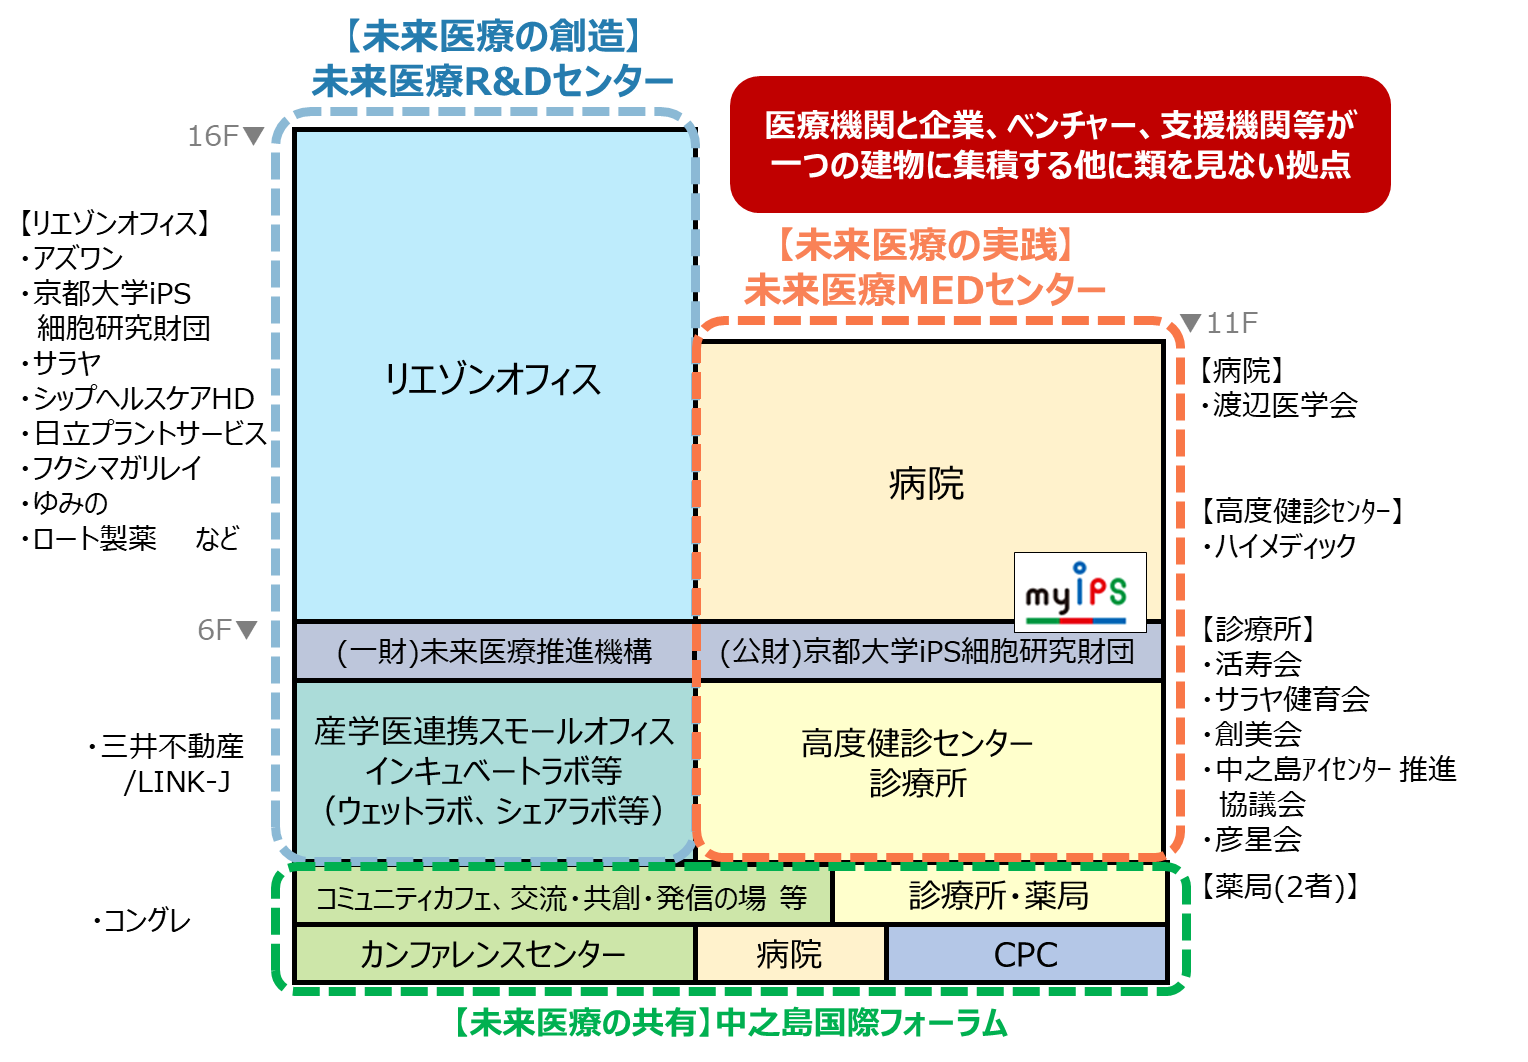 【未来医療の創造】
未来医療R&Dセンター
医療機関と企業、ベンチャー、支援機関等が
一つの建物に集積する他に類を見ない拠点
16F▼
【リエゾンオフィス】
・アズワン
・京都大学iPS
細胞研究財団
・サラヤ
・シップヘルスケアHD
・日立プラントサービス
・フクシマガリレイ
・ゆみの
・ロート製薬　など
6F▼
・三井不動産
/LINK-J
・コングレ
リエゾンオフィス
(一財)未来医療推進機構
産学医連携スモールオフィス
インキュベートラボ等
（ウェットラボ、シェアラボ等）
【未来医療の実践】
未来医療MEDセンター
▼11F
病院
myiPS
(公財)京都大学iPS細胞研究財団
高度健診センター
診療所
【病院】
・渡辺医学会
【高度健診ｾﾝﾀｰ】
・ハイメディック
【診療所】
・活寿会
・サラヤ健育会
・創美会
・中之島ｱｲｾﾝﾀｰ推進
協議会
・彦星会
【薬局(2者)】
コミュニティカフェ、交流・共創・発信の場 等
診療所・薬局
カンファレンスセンター
病院
CPC
【未来医療の共有】中之島国際フォーラム